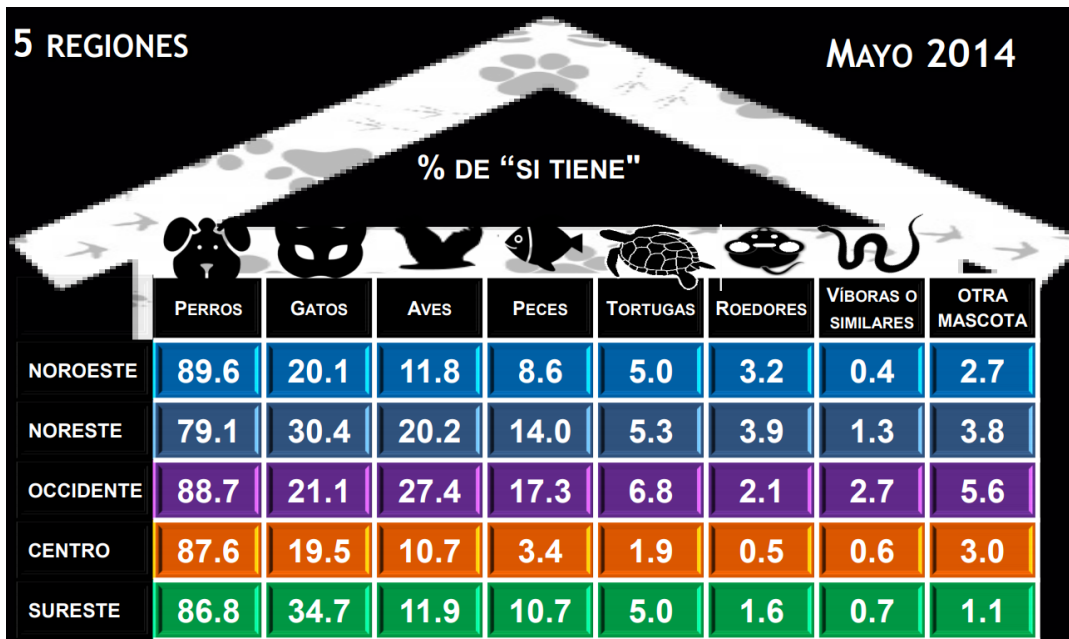 5 REGIONES
MAYO 2014
% DE “SI TIENE"
PERROS GATOS AVES PECES TORTUGAS ROEDORES VÍBORAS O SIMILARES OTRA MASCOTA
NOROESTE 89.6 20.1 11.8 8.6 5.0 3.2 0.4 2.7
NORESTE 79.1 30.4 20.2 14.0 5.3 3.9 1.3 3.8
OCCIDENTE 88.7 21.1 27.4 17.3 6.8 2.1 2.7 5.6
CENTRO 87.6 19.5 10.7 3.4 1.9 0.5 0.6 3.0
SURESTE 86.8 34.7 11.9 10.7 5.0 1.6 0.7 1.1